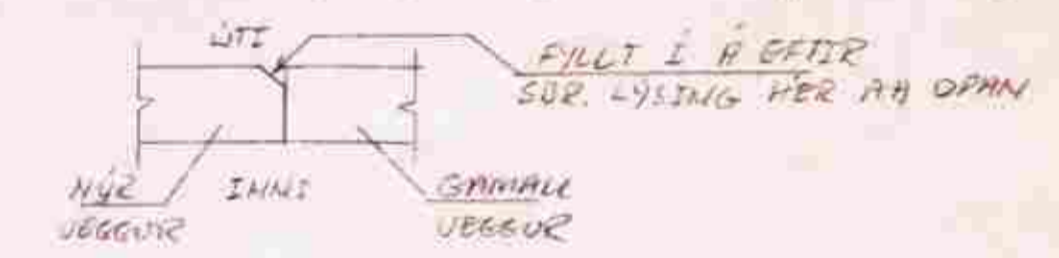 ÚTI
FYLLT Í Á EFTIR
SBR. LÝSING HÉR AÐ OFAN
NÝR
VEGGUR
INNI
GAMALL
VEGGUR